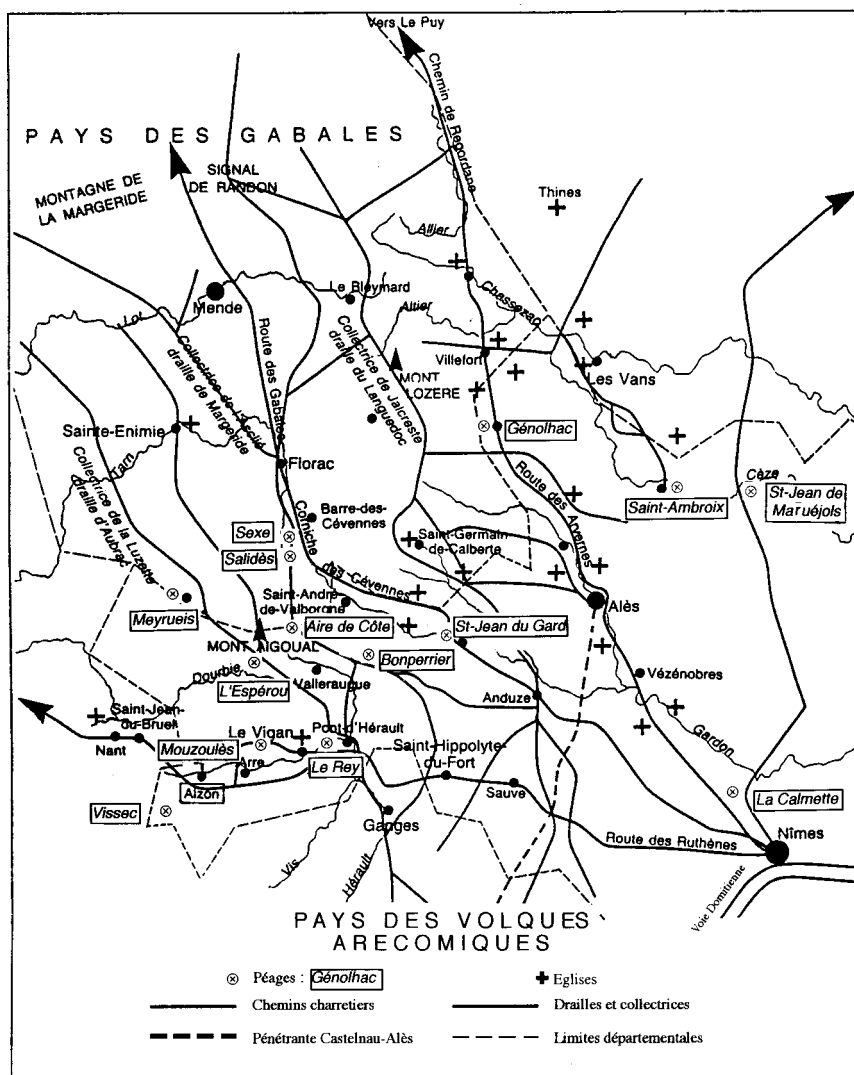 Vers Le Puy
Chemin de Regordane
PAYS DES GABALES
MONTAGNE DE
LA MARGERIDE
SIGNAL
DE RANDON
Thines
Allier
Chassezac
Le Bleymard
Altier
Mende
Lot
Villefort
Les Vans
MONT
LOZERE
Route des Gabales
Collectrice de Jalcreste
draille du Languedoc
draille de Margeride
Sainte-Enimie
Tarn
Génolhac
Florac
Collectrice de la Luzette
draille d'Aubrac
Route des Arvernes
Cèze
Saint-Ambroix
St-Jean de
Maruéjols
Barre-des-
Cévennes
Sexe
Salidès
Corniche
des Cévennes
Saint-Germain
de-Calberte
Saint-André
de-Valborgne
Alès
Meyrueis
Aire de Côte
St-Jean du Gard
MONT AIGOUAL
Bonperrier
Dourbie
L'Espérou
Valleraugue
Anduze
Vézénobres
Saint-Jean-
du-Bruel
Nant
Mouzoulès
Le Vigan
Pont-d'Hérault
Gardon
Arre
Alzon
Le Rey
Saint-Hippolyte-
du-Fort
Sauve
Vissec
La Calmette
Ganges
Nîmes
Route des Ruthènes
Vis
Hérault
Voie Domitienne
PAYS DES VOLQUES
ARECOMIQUES
Péages : Génolhac
Eglises
Chemins charretiers
Drailles et collectrices
Pénétrante Castelnau-Alès
Limites départementales